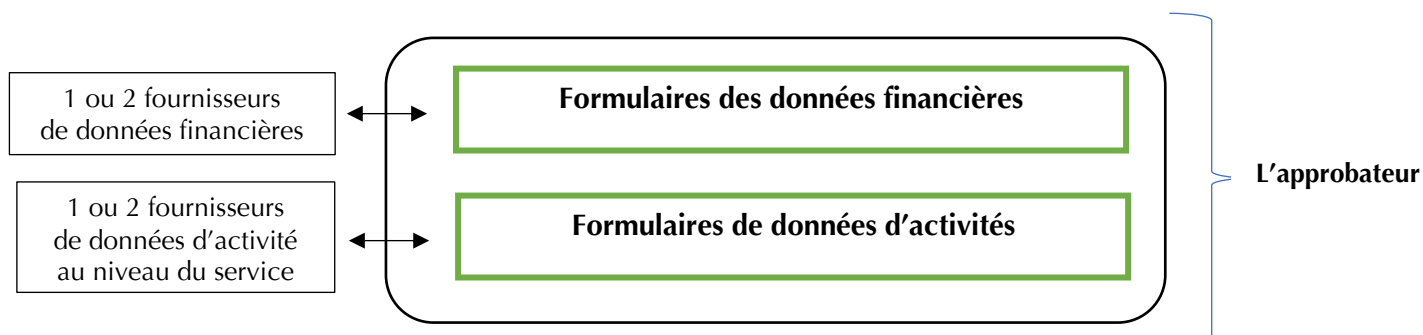 1 ou 2 fournisseurs
de données financières
Formulaires des données financières
L'approbateur
1 ou 2 fournisseurs
de données d'activité
au niveau du service
Formulaires de données d'activités